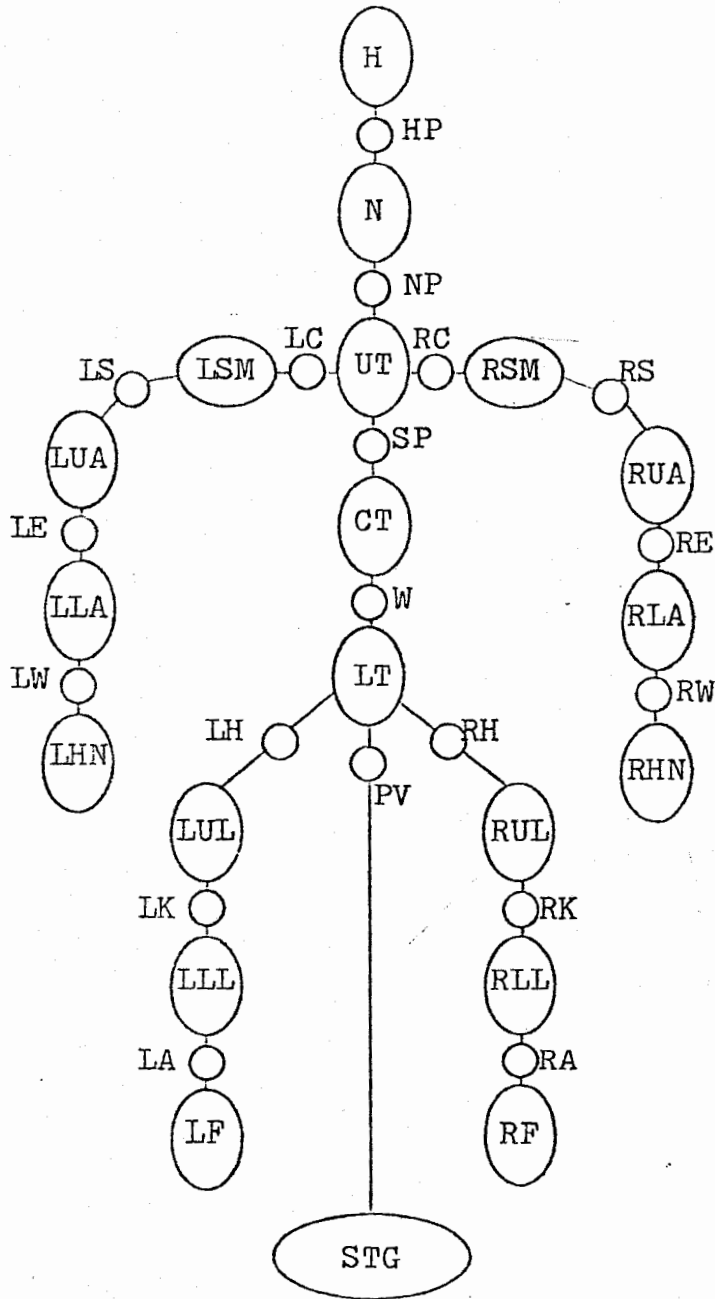 H
HP
N
NP
LS LSM LC UT RC RSM RS
SP
LUA RUA
CT
LE RE
W
LLA RLA
LT
LW RW
LH RH
LHN RHN
PV
LUL RUL
LK RK
LLL RLL
LA RA
LF RF
STG